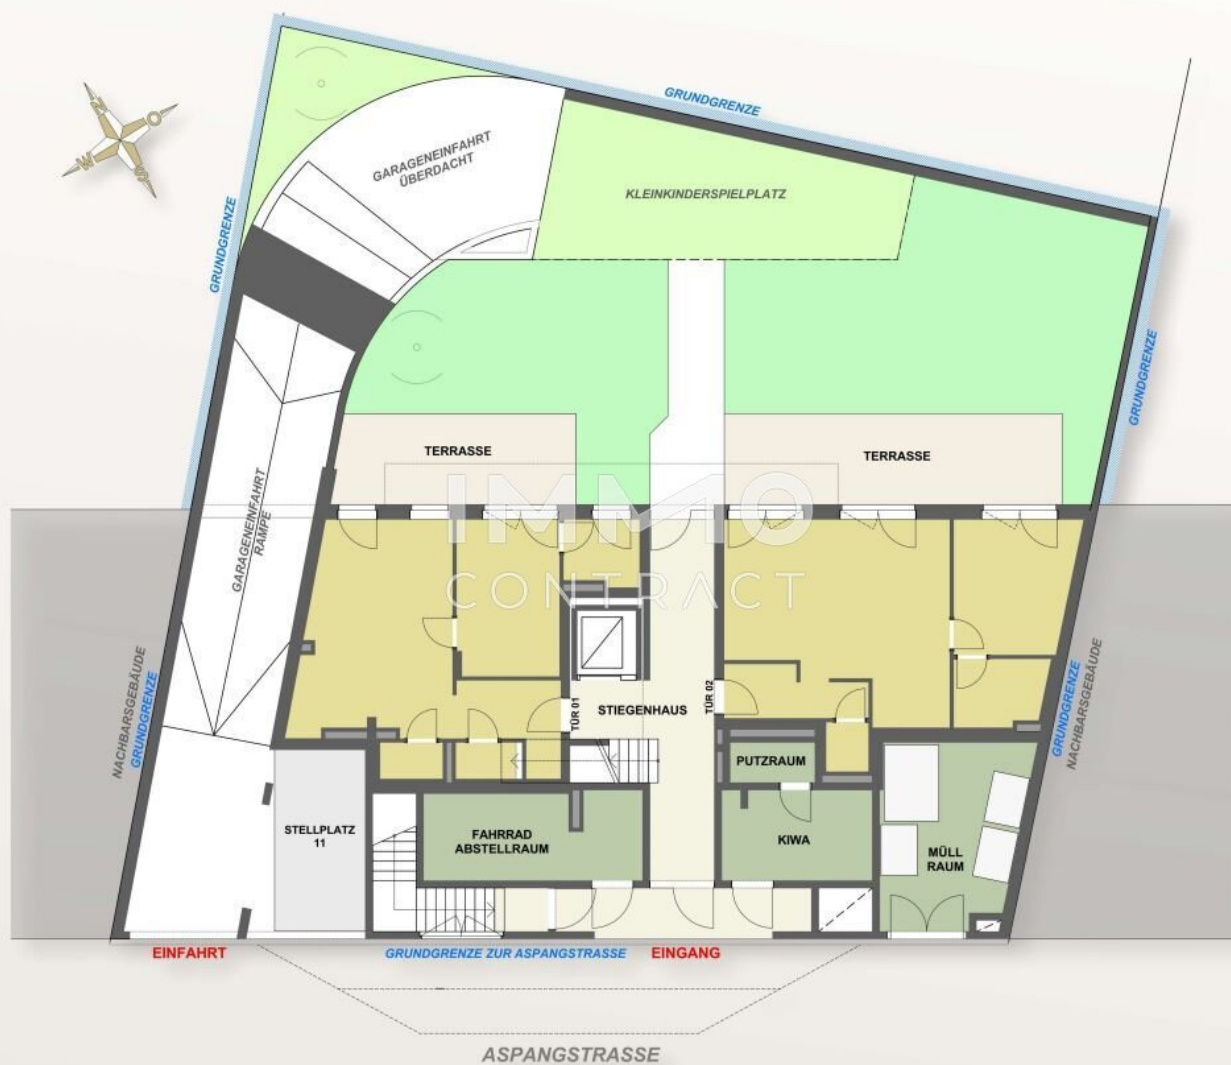 GRUNDGRENZE
N
O
W
S
GARAGENEINFAHRT
ÜBERDACHT
KLEINKINDERSPIELPLATZ
GRUNDGRENZE
GRUNDGRENZE
TERRASSE
TERRASSE
IMMO
CONTRACT
GARAGENEINFAHRT
RAMPE
NACHBARSGEBÄUDE
GRUNDGRENZE
TÜR 01
STIEGENHAUS
TÜR 02
GRUNDGRENZE
NACHBARSGEBÄUDE
PUTZRAUM
STELLPLATZ
11
FAHRRAD
ABSTELLRAUM
KIWA
MÜLL
RAUM
EINFAHRT
GRUNDGRENZE ZUR ASPANGSTRASSE
EINGANG
ASPANGSTRASSE